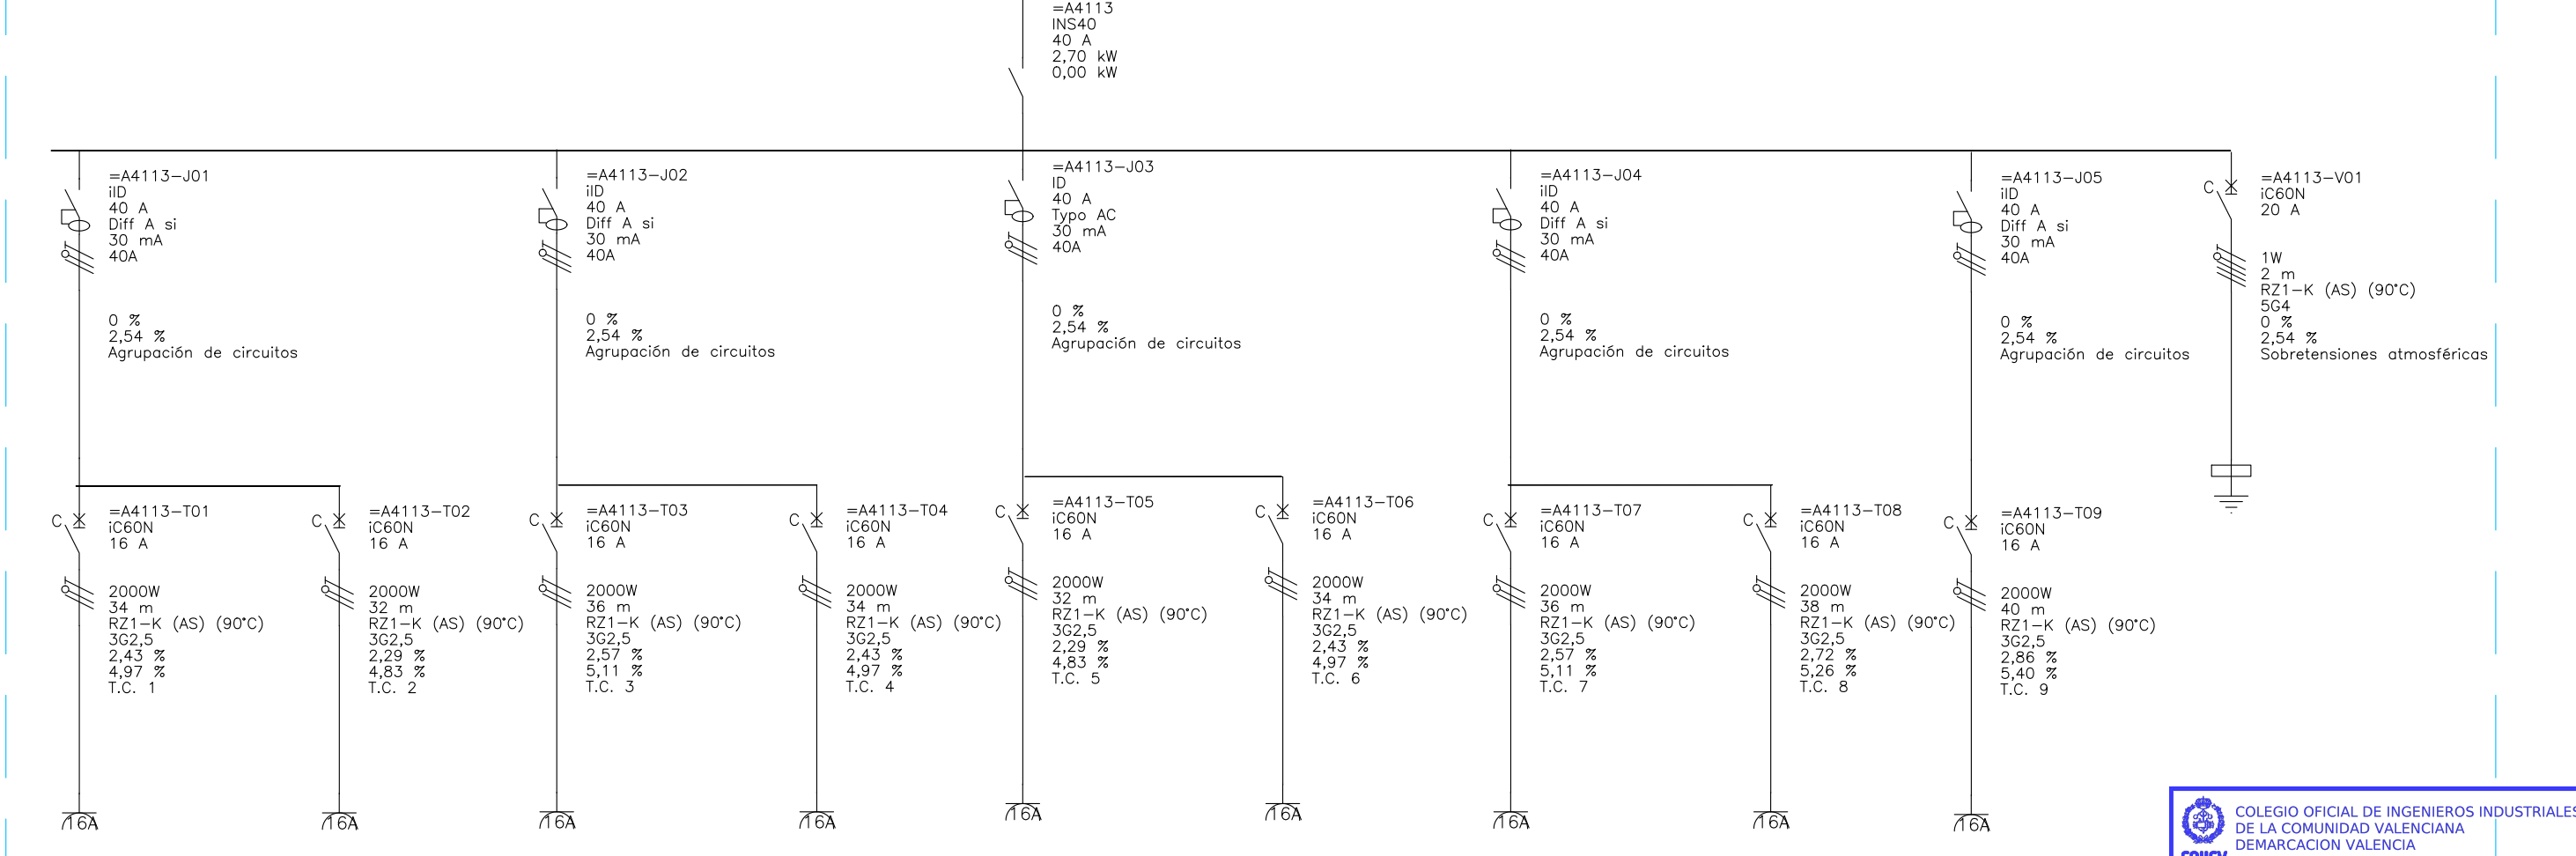 =A4113
INS40
40 A
2,70 kW
0,00 kW
=A4113-J01
iID
40 A
Diff A si
30 mA
40A
0 %
2,54 %
Agrupación de circuitos
=A4113-J02
iID
40 A
Diff A si
30 mA
40A
0 %
2,54 %
Agrupación de circuitos
=A4113-J03
ID
40 A
Typo AC
30 mA
40A
0 %
2,54 %
Agrupación de circuitos
=A4113-J04
iID
40 A
Diff A si
30 mA
40A
0 %
2,54 %
Agrupación de circuitos
=A4113-J05
iID
40 A
Diff A si
30 mA
40A
0 %
2,54 %
Agrupación de circuitos
C
=A4113-V01
iC60N
20 A
1W
2 m
RZ1-K (AS) (90°C)
5G4
0 %
2,54 %
Sobretensiones atmosféricas
C
=A4113-T01
iC60N
16 A
2000W
34 m
RZ1-K (AS) (90°C)
3G2,5
2,43 %
4,97 %
T.C. 1
16A
C
=A4113-T02
iC60N
16 A
2000W
32 m
RZ1-K (AS) (90°C)
3G2,5
2,29 %
4,83 %
T.C. 2
16A
C
=A4113-T03
iC60N
16 A
2000W
36 m
RZ1-K (AS) (90°C)
3G2,5
2,57 %
5,11 %
T.C. 3
16A
C
=A4113-T04
iC60N
16 A
2000W
34 m
RZ1-K (AS) (90°C)
3G2,5
2,43 %
4,97 %
T.C. 4
16A
C
=A4113-T05
iC60N
16 A
2000W
32 m
RZ1-K (AS) (90°C)
3G2,5
2,29 %
4,83 %
T.C. 5
16A
C
=A4113-T06
iC60N
16 A
2000W
34 m
RZ1-K (AS) (90°C)
3G2,5
2,43 %
4,97 %
T.C. 6
16A
C
=A4113-T07
iC60N
16 A
2000W
36 m
RZ1-K (AS) (90°C)
3G2,5
2,57 %
5,11 %
T.C. 7
16A
C
=A4113-T08
iC60N
16 A
2000W
38 m
RZ1-K (AS) (90°C)
3G2,5
2,72 %
5,26 %
T.C. 8
16A
C
=A4113-T09
iC60N
16 A
2000W
40 m
RZ1-K (AS) (90°C)
3G2,5
2,86 %
5,40 %
T.C. 9
16A
COLEGIO OFICIAL DE INGENIEROS INDUSTRIALES
DE LA COMUNIDAD VALENCIANA
DEMARCACION VALENCIA